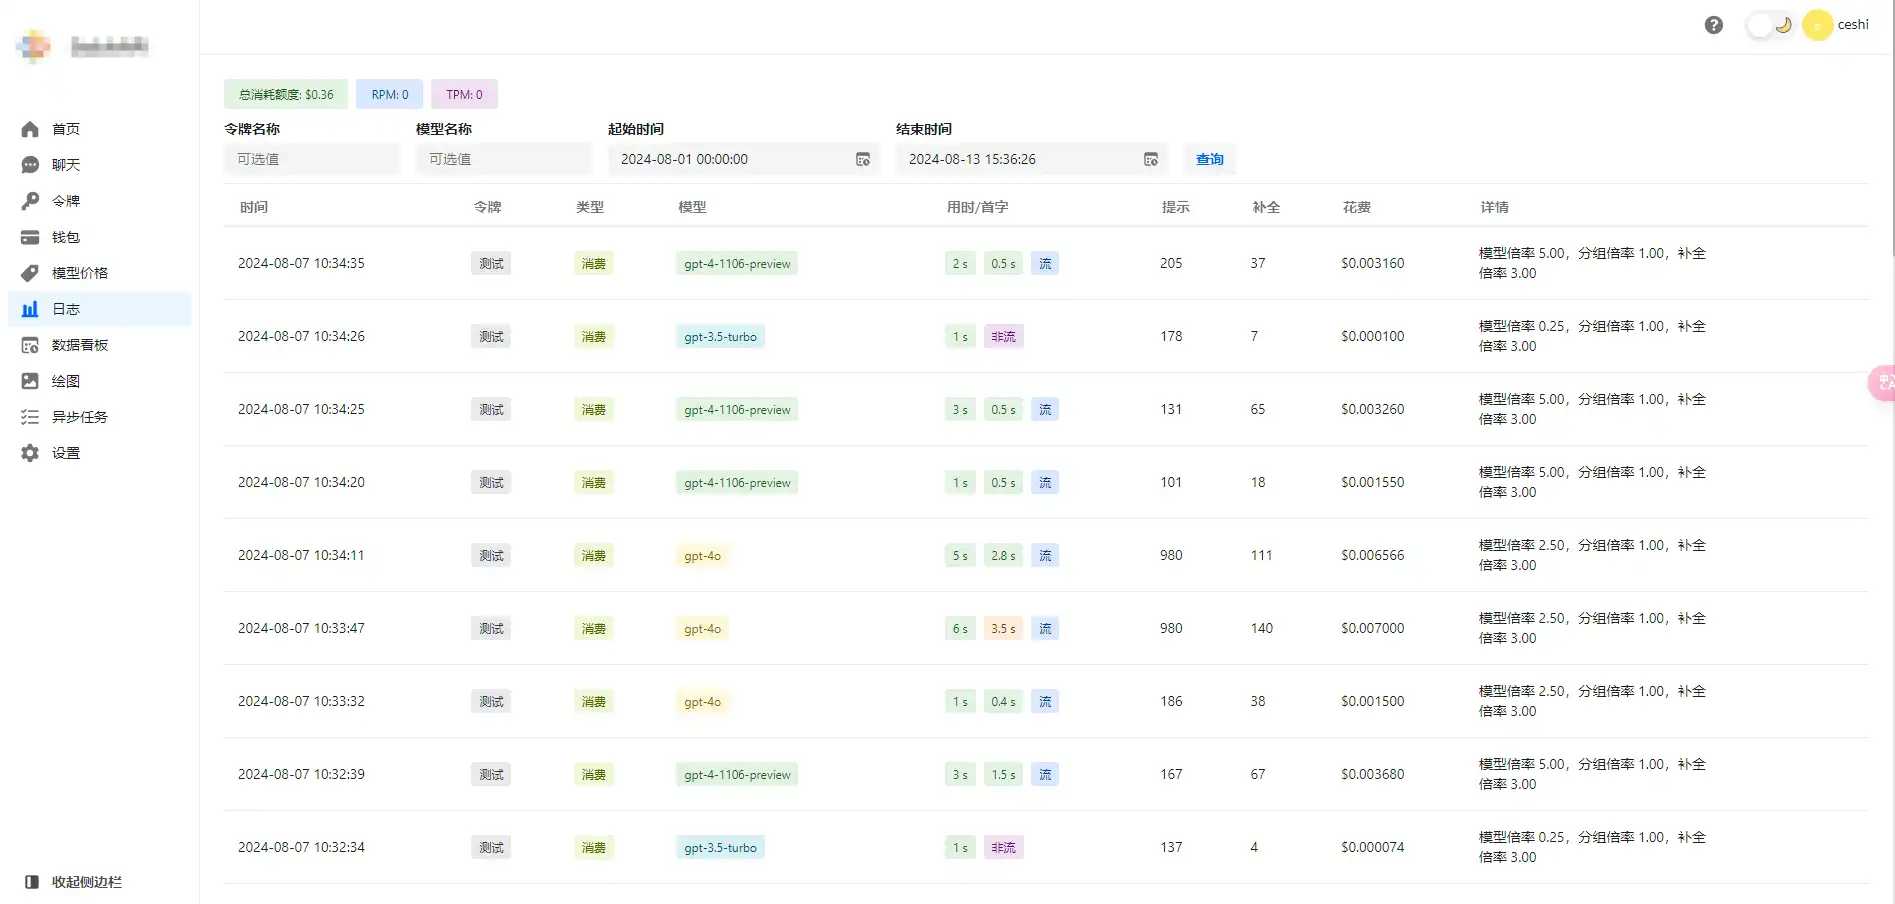 ceshi
首页
聊天
令牌
钱包
模型价格
日志
数据看板
绘图
异步任务
设置
收起侧边栏
总消耗额度: $0.36 RPM: 0 TPM: 0
令牌名称 模型名称 起始时间 结束时间
可选值 可选值 2024-08-01 00:00:00 2024-08-13 15:36:26 查询
时间 令牌 类型 模型 用时/首字 提示 补全 花费 详情
2024-08-07 10:34:35 测试 消费 gpt-4-1106-preview 2 s 0.5 s 流 205 37 $0.003160 模型倍率 5.00，分组倍率 1.00，补全
倍率 3.00
2024-08-07 10:34:26 测试 消费 gpt-3.5-turbo 1 s 非流 178 7 $0.000100 模型倍率 0.25，分组倍率 1.00，补全
倍率 3.00
2024-08-07 10:34:25 测试 消费 gpt-4-1106-preview 3 s 0.5 s 流 131 65 $0.003260 模型倍率 5.00，分组倍率 1.00，补全
倍率 3.00
2024-08-07 10:34:20 测试 消费 gpt-4-1106-preview 1 s 0.5 s 流 101 18 $0.001550 模型倍率 5.00，分组倍率 1.00，补全
倍率 3.00
2024-08-07 10:34:11 测试 消费 gpt-4o 5 s 2.8 s 流 980 111 $0.006566 模型倍率 2.50，分组倍率 1.00，补全
倍率 3.00
2024-08-07 10:33:47 测试 消费 gpt-4o 6 s 3.5 s 流 980 140 $0.007000 模型倍率 2.50，分组倍率 1.00，补全
倍率 3.00
2024-08-07 10:33:32 测试 消费 gpt-4o 1 s 0.4 s 流 186 38 $0.001500 模型倍率 2.50，分组倍率 1.00，补全
倍率 3.00
2024-08-07 10:32:39 测试 消费 gpt-4-1106-preview 3 s 1.5 s 流 167 67 $0.003680 模型倍率 5.00，分组倍率 1.00，补全
倍率 3.00
2024-08-07 10:32:34 测试 消费 gpt-3.5-turbo 1 s 非流 137 4 $0.000074 模型倍率 0.25，分组倍率 1.00，补全
倍率 3.00